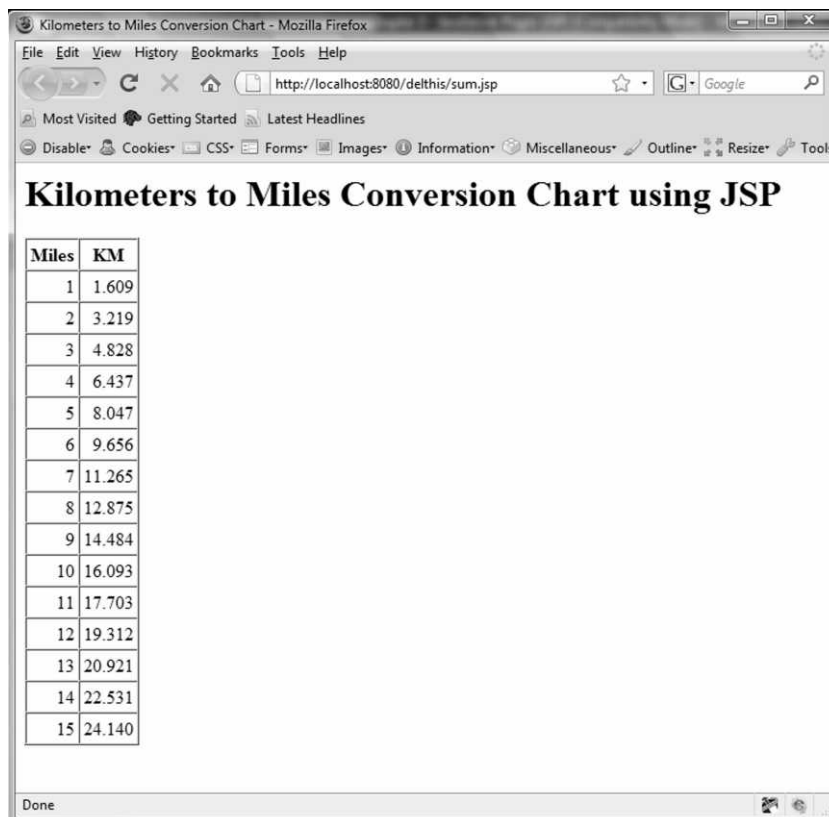 Kilometers to Miles Conversion Chart - Mozilla Firefox
File Edit View History Bookmarks Tools Help
http://localhost:8080/delthis/sum.jsp
G Google
Most Visited Getting Started Latest Headlines
Disable Cookies CSS Forms Images Information Miscellaneous Outline Resize Tools
Kilometers to Miles Conversion Chart using JSP
Miles KM
1 1.609
2 3.219
3 4.828
4 6.437
5 8.047
6 9.656
7 11.265
8 12.875
9 14.484
10 16.093
11 17.703
12 19.312
13 20.921
14 22.531
15 24.140
Done